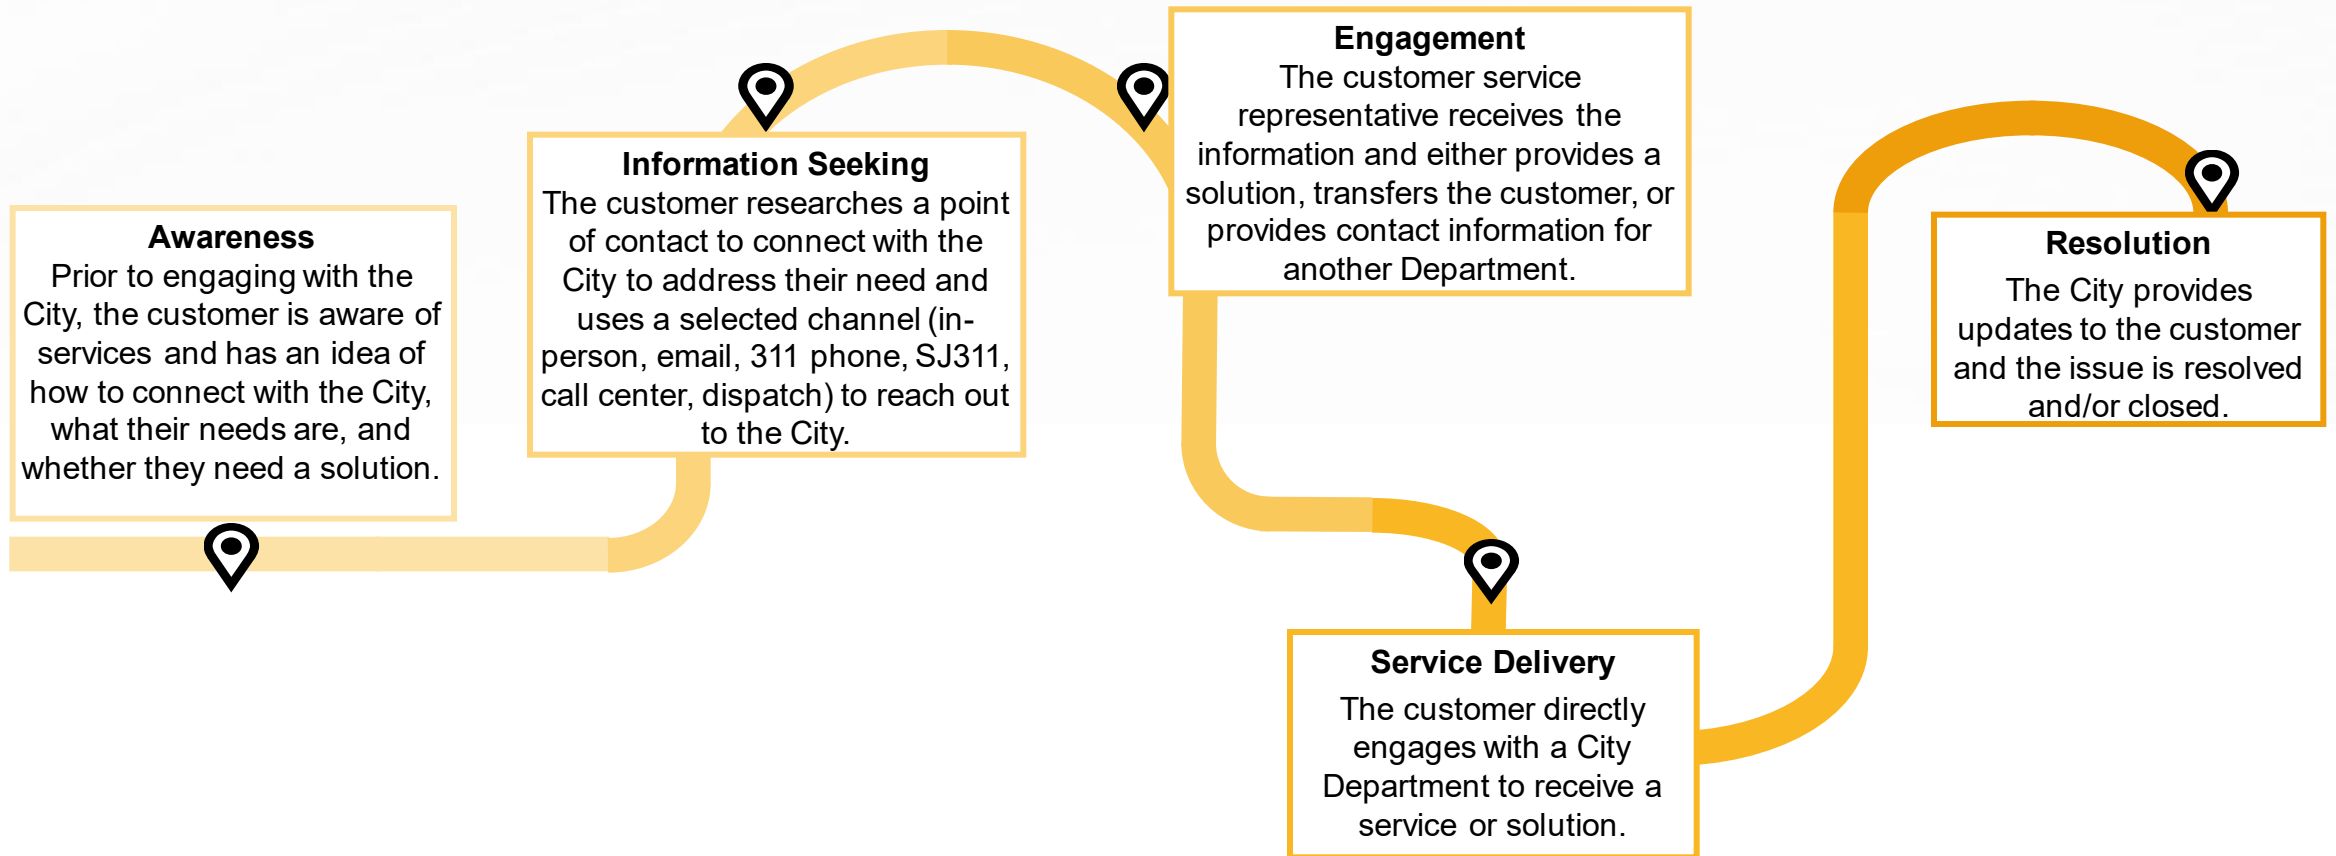 Awareness
Prior to engaging with the
City, the customer is aware of
services and has an idea of
how to connect with the City,
what their needs are, and
whether they need a solution.
Information Seeking
The customer researches a point
of contact to connect with the
City to address their need and
uses a selected channel (in-
person, email, 311 phone, SJ311,
call center, dispatch) to reach out
to the City.
Engagement
The customer service
representative receives the
information and either provides a
solution, transfers the customer, or
provides contact information for
another Department.
Service Delivery
The customer directly
engages with a City
Department to receive a
service or solution.
Resolution
The City provides
updates to the customer
and the issue is resolved
and/or closed.